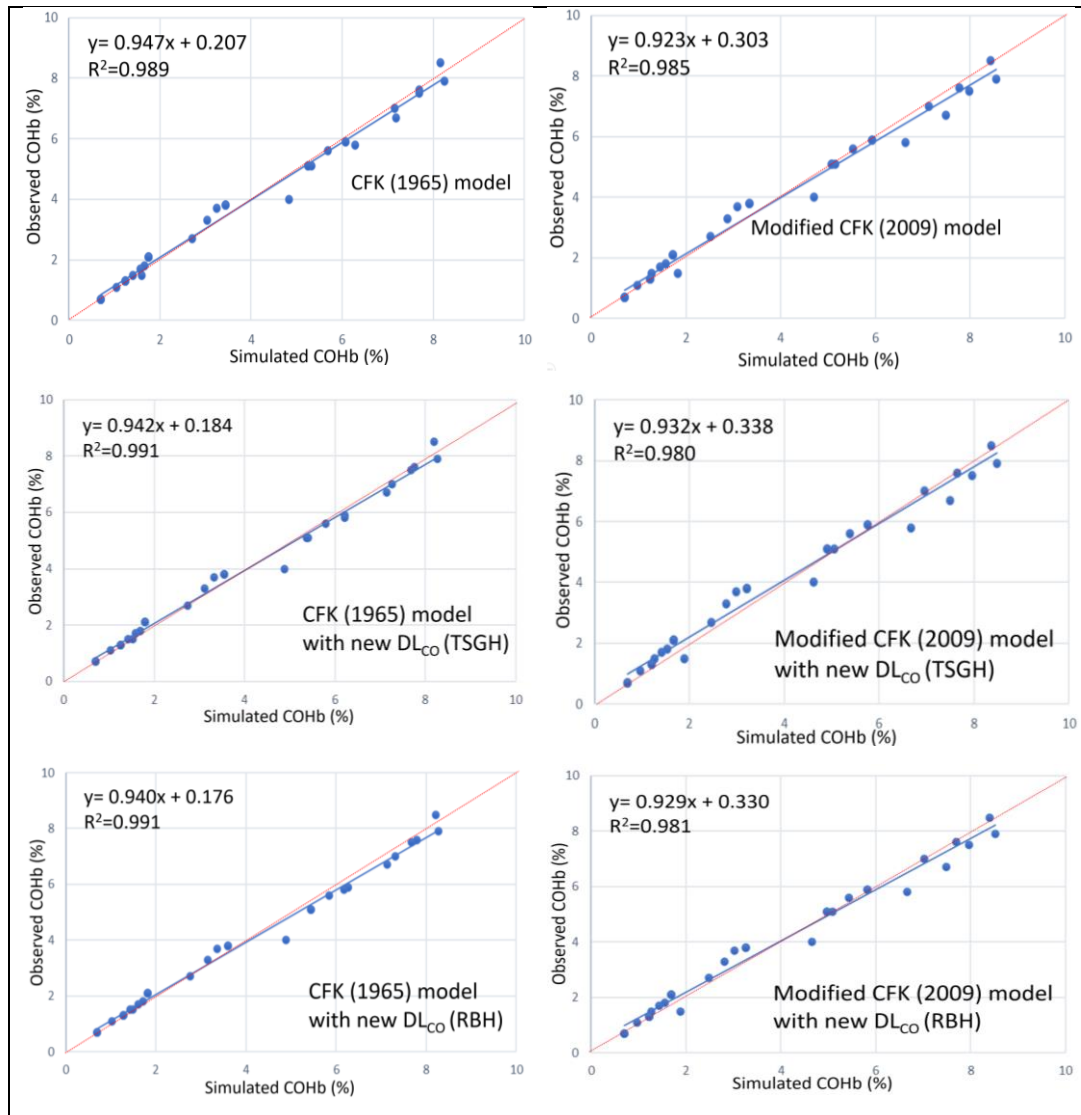 y= 0.947x + 0.207
R²=0.989
CFK (1965) model
Observed COHb (%)
10
8
6
4
2
0
0 2 4 6 8 10
Simulated COHb (%)
y= 0.923x + 0.303
R²=0.985
Modified CFK (2009) model
Observed COHb (%)
10
8
6
4
2
0
0 2 4 6 8 10
Simulated COHb (%)
y= 0.942x + 0.184
R²=0.991
CFK (1965) model
with new DLCO (TSGH)
Observed COHb (%)
10
8
6
4
2
0
0 2 4 6 8 10
Simulated COHb (%)
y= 0.932x + 0.338
R²=0.980
Modified CFK (2009) model
with new DLCO (TSGH)
Observed COHb (%)
10
8
6
4
2
0
0 2 4 6 8 10
Simulated COHb (%)
y= 0.940x + 0.176
R²=0.991
CFK (1965) model
with new DLCO (RBH)
Observed COHb (%)
10
8
6
4
2
0
0 2 4 6 8 10
Simulated COHb (%)
y= 0.929x + 0.330
R²=0.981
Modified CFK (2009) model
with new DLCO (RBH)
Observed COHb (%)
10
8
6
4
2
0
0 2 4 6 8 10
Simulated COHb (%)